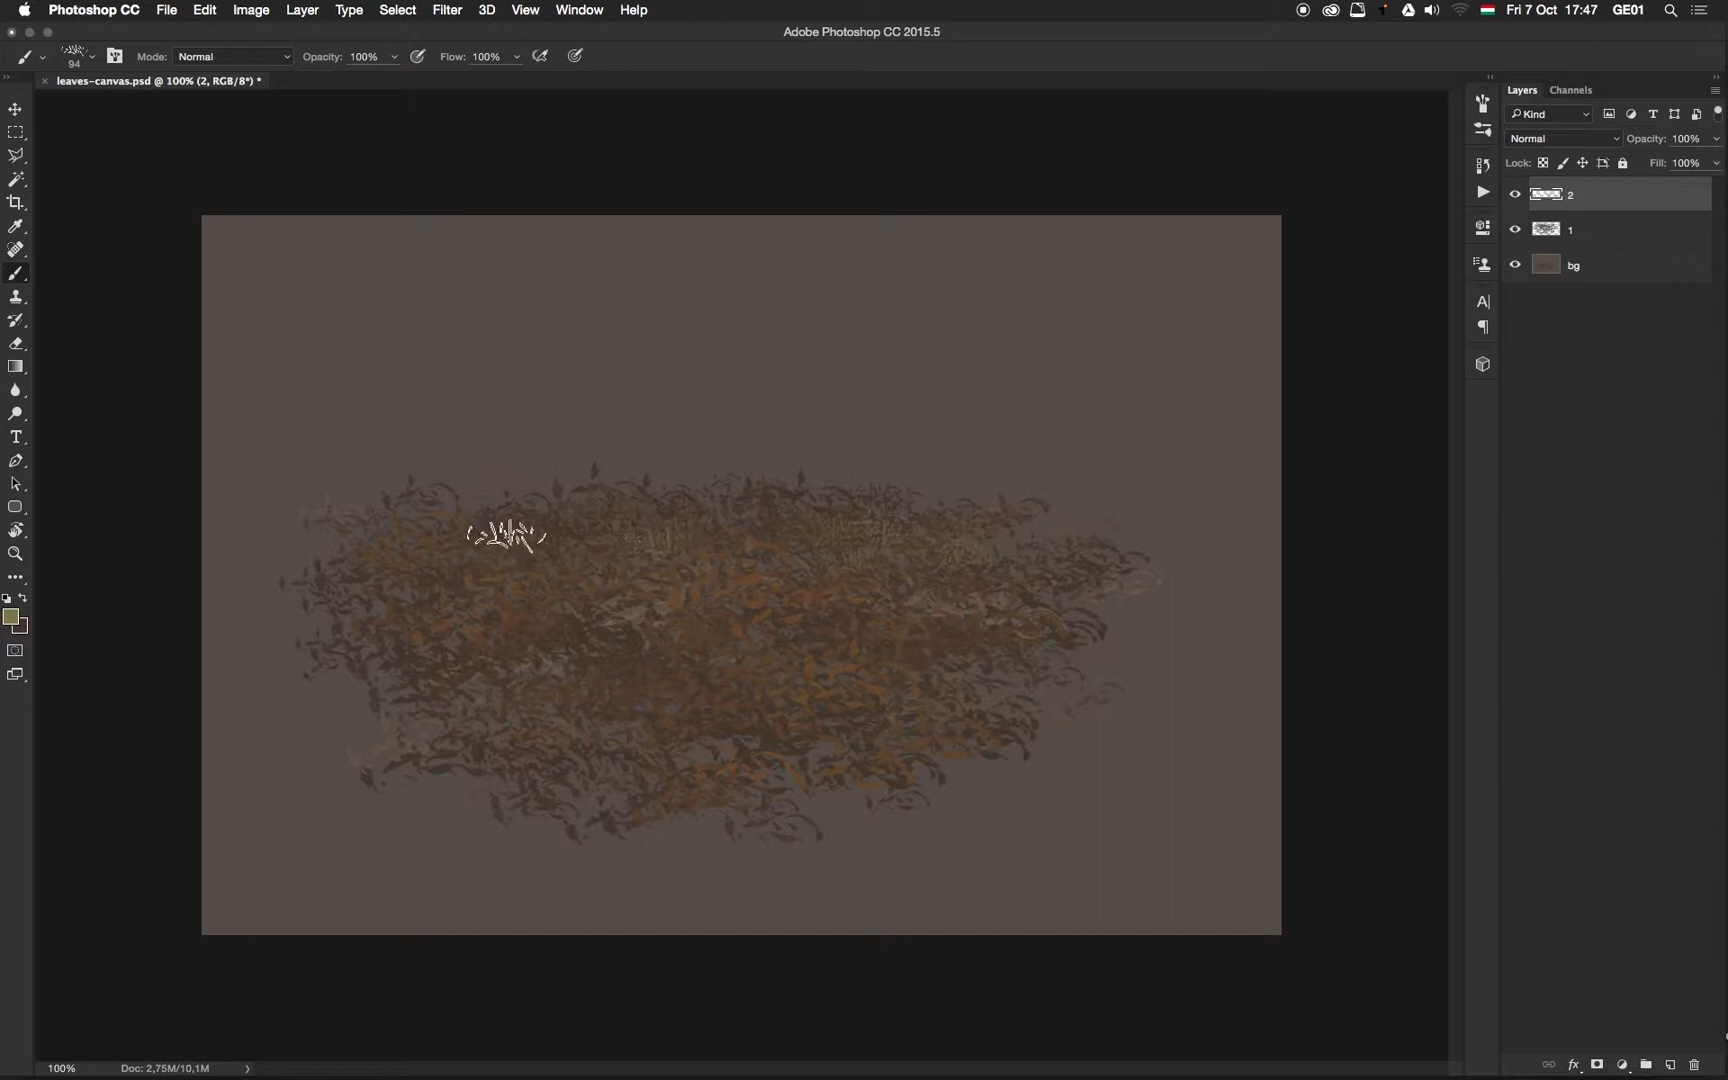 Photoshop CC File Edit Image Layer Type Select Filter 3D View Window Help Fri 7 Oct 17:47 GE01
Adobe Photoshop CC 2015.5
94 Mode: Normal Opacity: 100% Flow: 100%
leaves-canvas.psd @ 100% (2, RGB/8*) *
Layers Channels
Kind
Normal Opacity: 100%
Lock: Fill: 100%
2
1
bg
100% Doc: 2,75M/10,1M